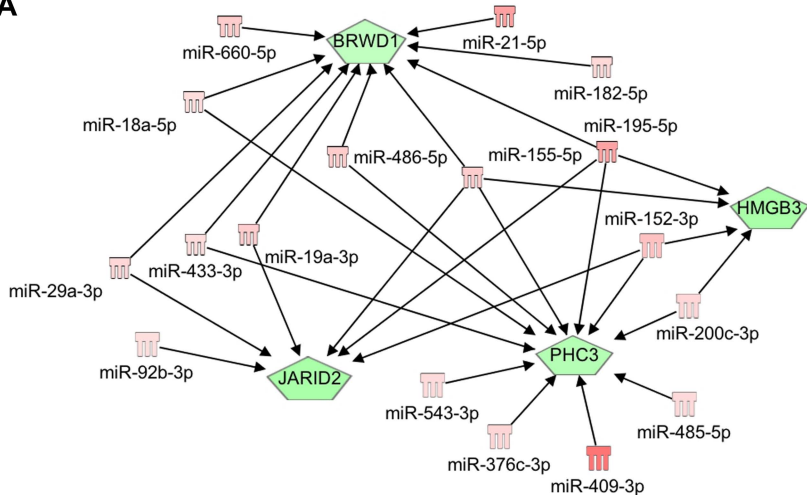 A
BRWD1
miR-660-5p
miR-21-5p
miR-182-5p
miR-18a-5p
miR-195-5p
miR-486-5p
miR-155-5p
HMGB3
miR-152-3p
miR-19a-3p
miR-433-3p
miR-29a-3p
miR-200c-3p
PHC3
miR-92b-3p
JARID2
miR-543-3p
miR-485-5p
miR-376c-3p
miR-409-3p